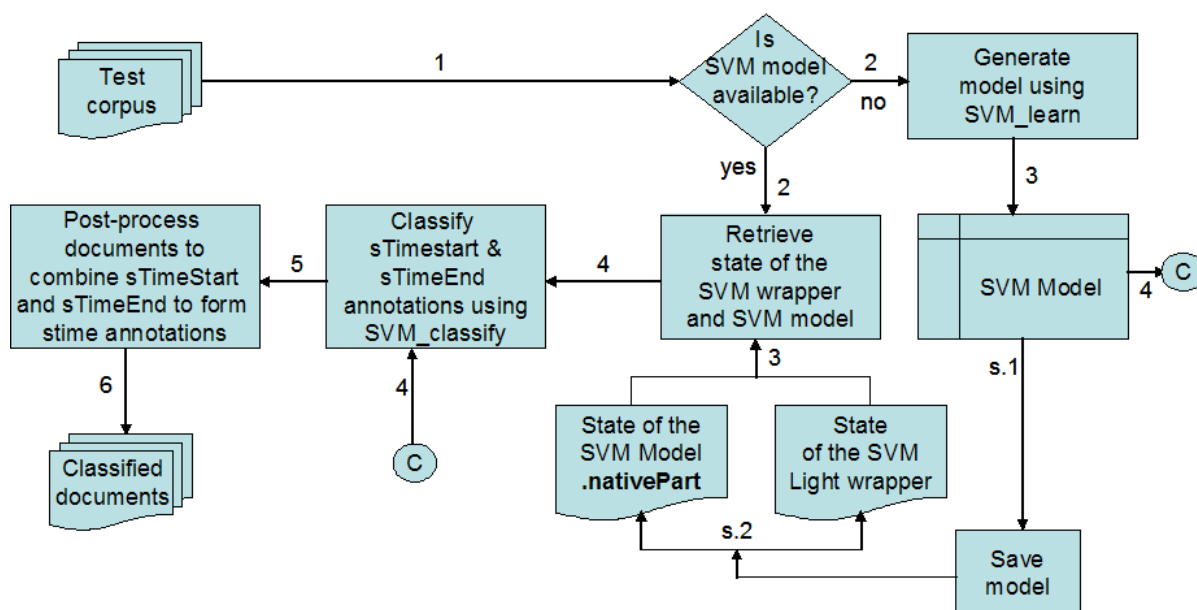 Test
corpus
1
Is
SVM model
available?
2
no
Generate
model using
SVM_learn
yes
2
3
Post-process
documents to
combine sTimeStart
and sTimeEnd to form
stime annotations
5
Classify
sTimestart &
sTimeEnd
annotations using
SVM_classify
4
Retrieve
state of the
SVM wrapper
and SVM model
SVM Model
4
C
6
4
3
s.1
Classified
documents
C
State of the
SVM Model
.nativePart
State
of the SVM
Light wrapper
s.2
Save
model